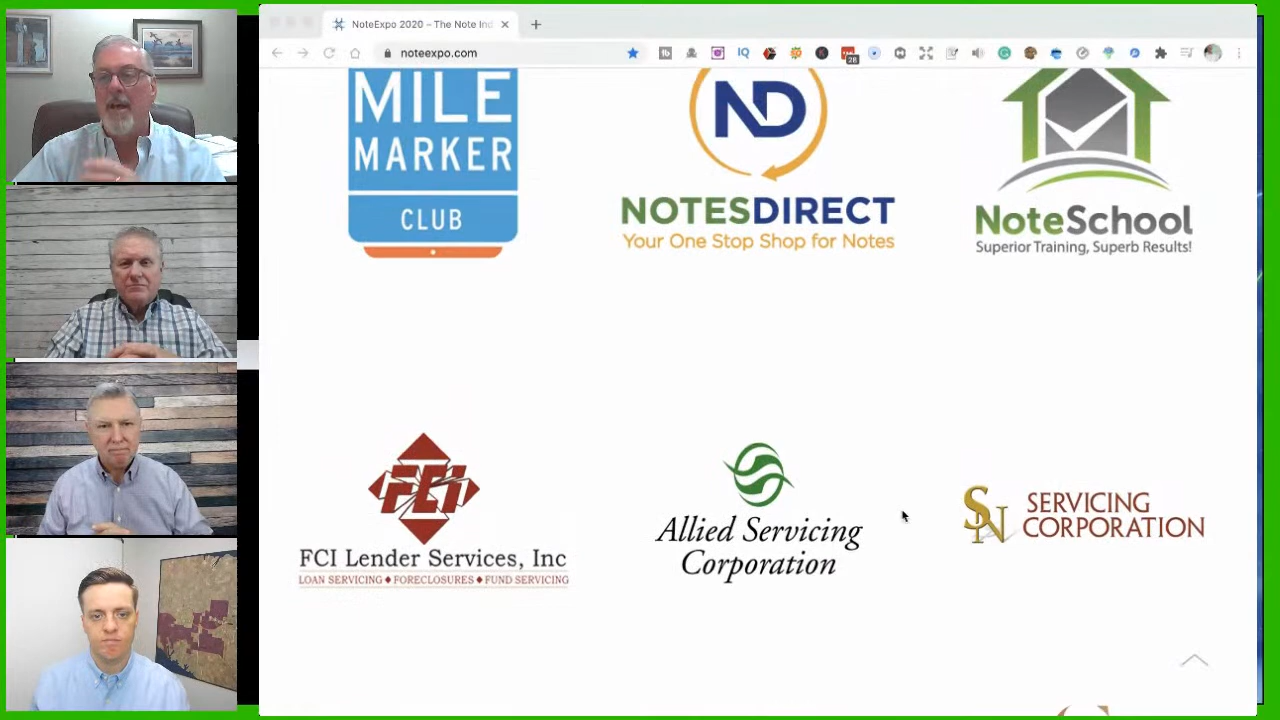 NoteExpo 2020 – The Note Ind
noteexpo.com
28
MILE
MARKER
CLUB
ND
NOTESDIRECT
Your One Stop Shop for Notes
NoteSchool
Superior Training, Superb Results!
FCI
FCI Lender Services, Inc
LOAN SERVICING ♦ FORECLOSURES ♦ FUND SERVICING
Allied Servicing
Corporation
SN SERVICING
CORPORATION